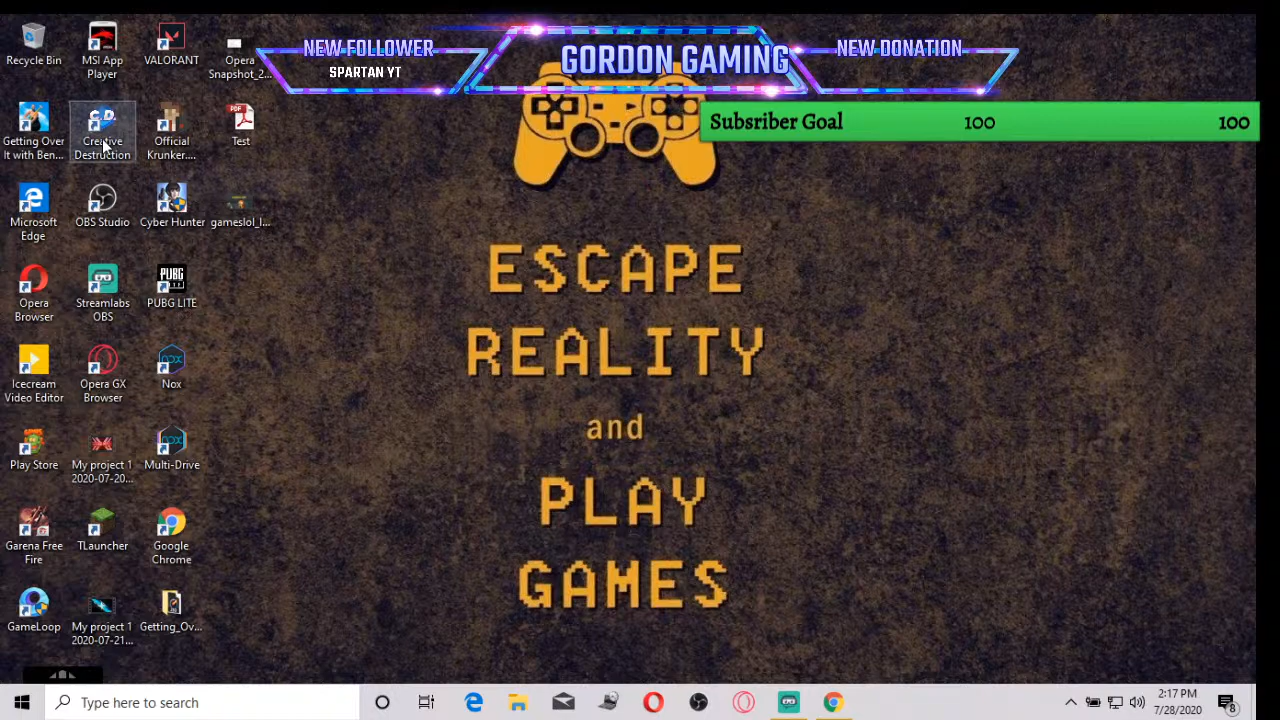 NEW FOLLOWER
SPARTAN YT
GORDON GAMING
NEW DONATION
Subsriber Goal 100 100
Recycle Bin
MSI App Player
VALORANT
Opera Snapshot_2...
Getting Over It with Ben...
Creative Destruction
Official Krunker....
PDF
Test
Microsoft Edge
OBS Studio
Cyber Hunter
gameslol_l...
Opera Browser
Streamlabs OBS
PUBG LITE
Icecream Video Editor
Opera GX Browser
Nox
Play Store
My project 1 2020-07-20...
Multi-Drive
Garena Free Fire
TLauncher
Google Chrome
GameLoop
My project 1 2020-07-21...
Getting_Ov...
ESCAPE
REALITY
and
PLAY
GAMES
Type here to search
2:17 PM
7/28/2020
8